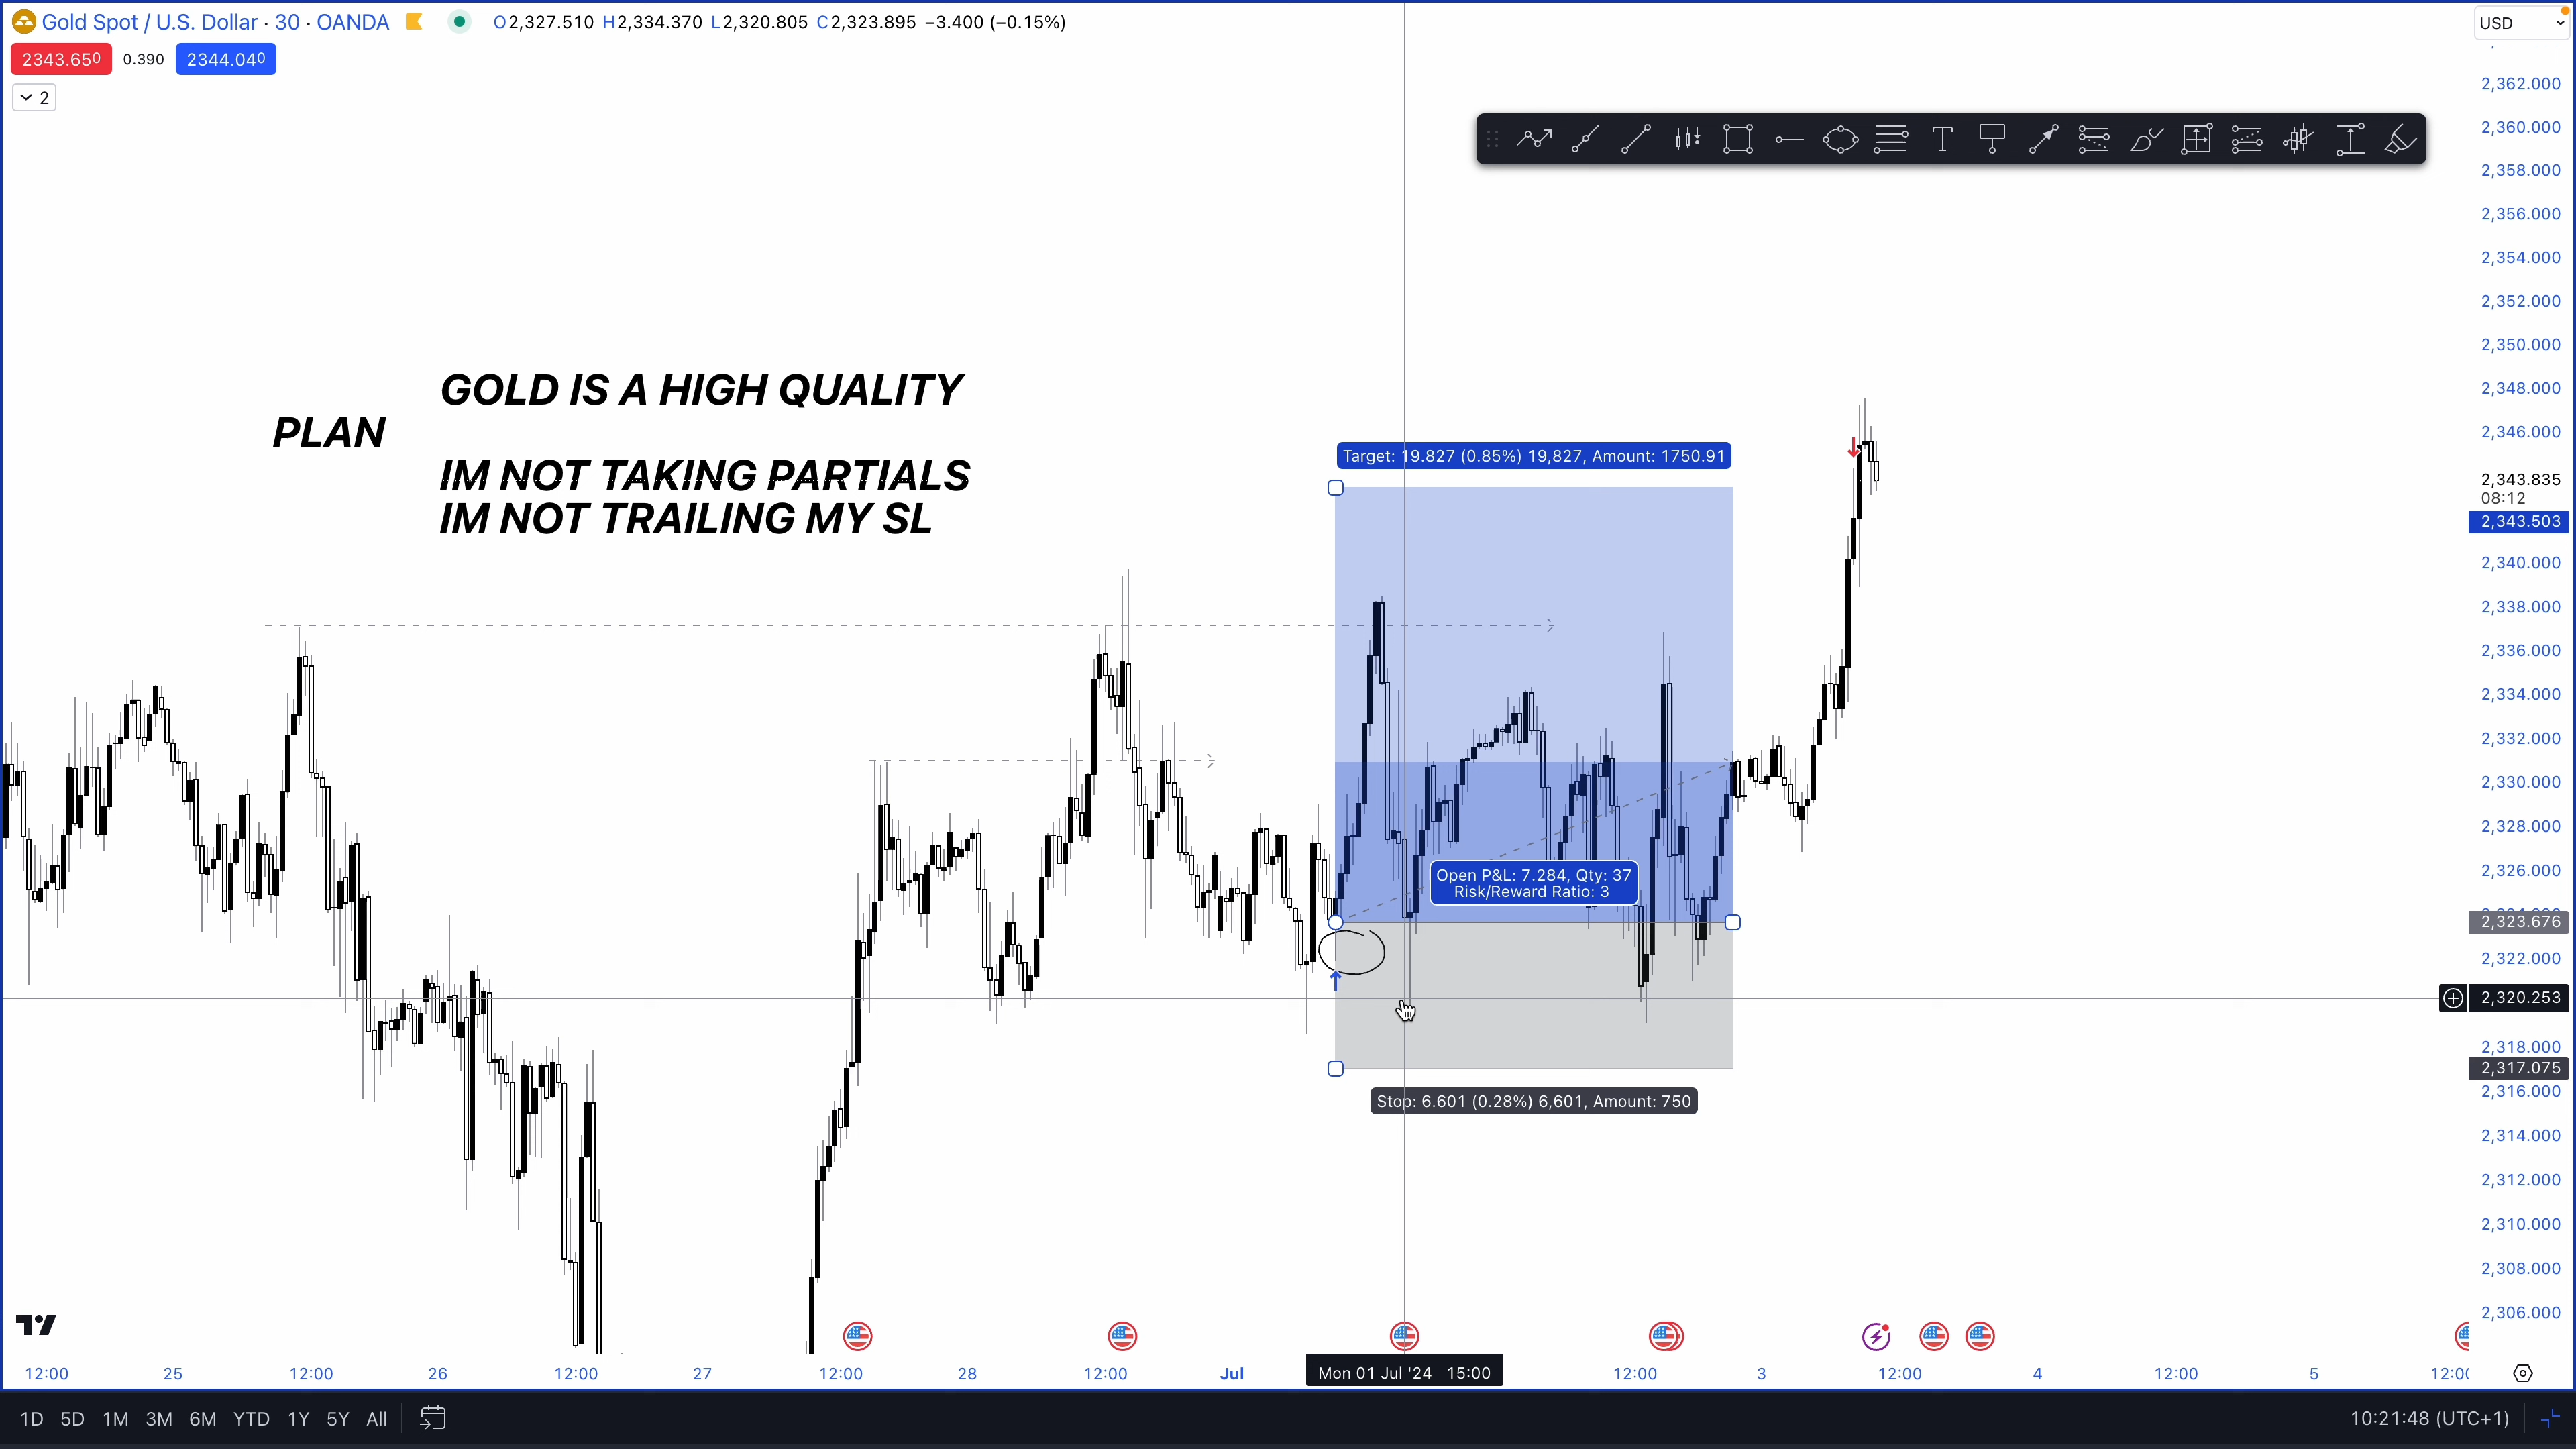 Gold Spot / U.S. Dollar · 30 · OANDA O2,327.510 H2,334.370 L2,320.805 C2,323.895 −3.400 (−0.15%)
USD
2343.650 0.390 2344.040
2
2,362.000
2,360.000
2,358.000
2,356.000
2,354.000
2,352.000
2,350.000
2,348.000
GOLD IS A HIGH QUALITY
PLAN
IM NOT TAKING PARTIALS
IM NOT TRAILING MY SL
2,346.000
Target: 19.827 (0.85%) 19,827, Amount: 1750.91
2,343.835
08:12
2,343.503
2,340.000
2,338.000
2,336.000
2,334.000
2,332.000
2,330.000
2,328.000
2,326.000
Open P&L: 7.284, Qty: 37
Risk/Reward Ratio: 3
2,323.676
2,322.000
2,320.253
2,318.000
2,317.075
2,316.000
Stop: 6.601 (0.28%) 6,601, Amount: 750
2,314.000
2,312.000
2,310.000
2,308.000
2,306.000
12:00 25 12:00 26 12:00 27 12:00 28 12:00 Jul Mon 01 Jul '24 15:00 12:00 3 12:00 4 12:00 5
1D 5D 1M 3M 6M YTD 1Y 5Y All 10:21:48 (UTC+1)